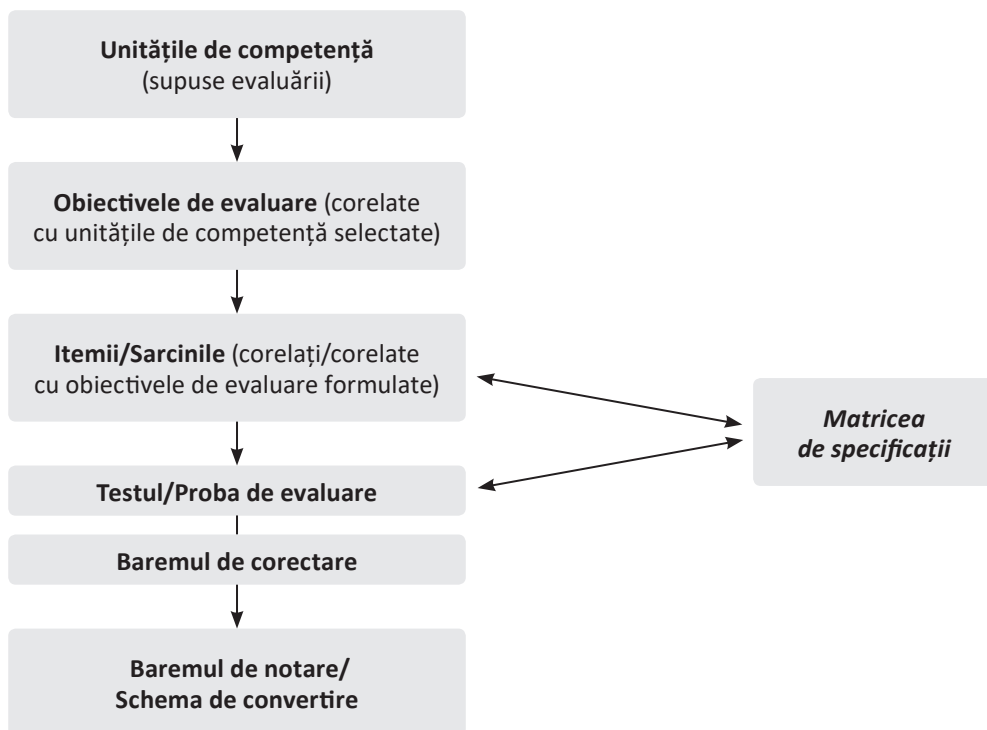 Unitățile de competență
(supuse evaluării)
Obiectivele de evaluare (corelate
cu unitățile de competență selectate)
Itemii/Sarcinile (corelați/corelate
cu obiectivele de evaluare formulate)
Matricea
de specificații
Testul/Proba de evaluare
Baremul de corectare
Baremul de notare/
Schema de convertire